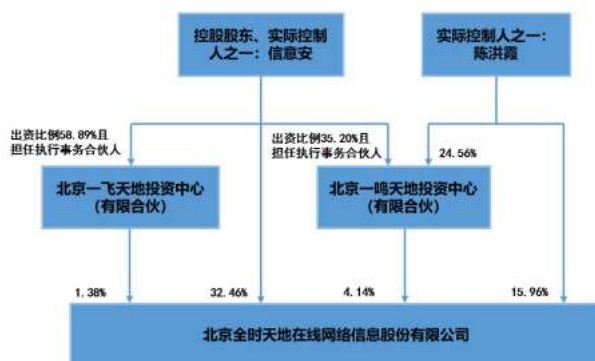 控股股东、实际控制
人之一：信意安
实际控制人之一：
陈洪霞
出资比例58.89%且
担任执行事务合伙人
出资比例35.20%且
担任执行事务合伙人
24.56%
北京一飞天地投资中心
（有限合伙）
北京一鸣天地投资中心
（有限合伙）
1.38%
32.46%
4.14%
15.96%
北京全时天地在线网络信息股份有限公司